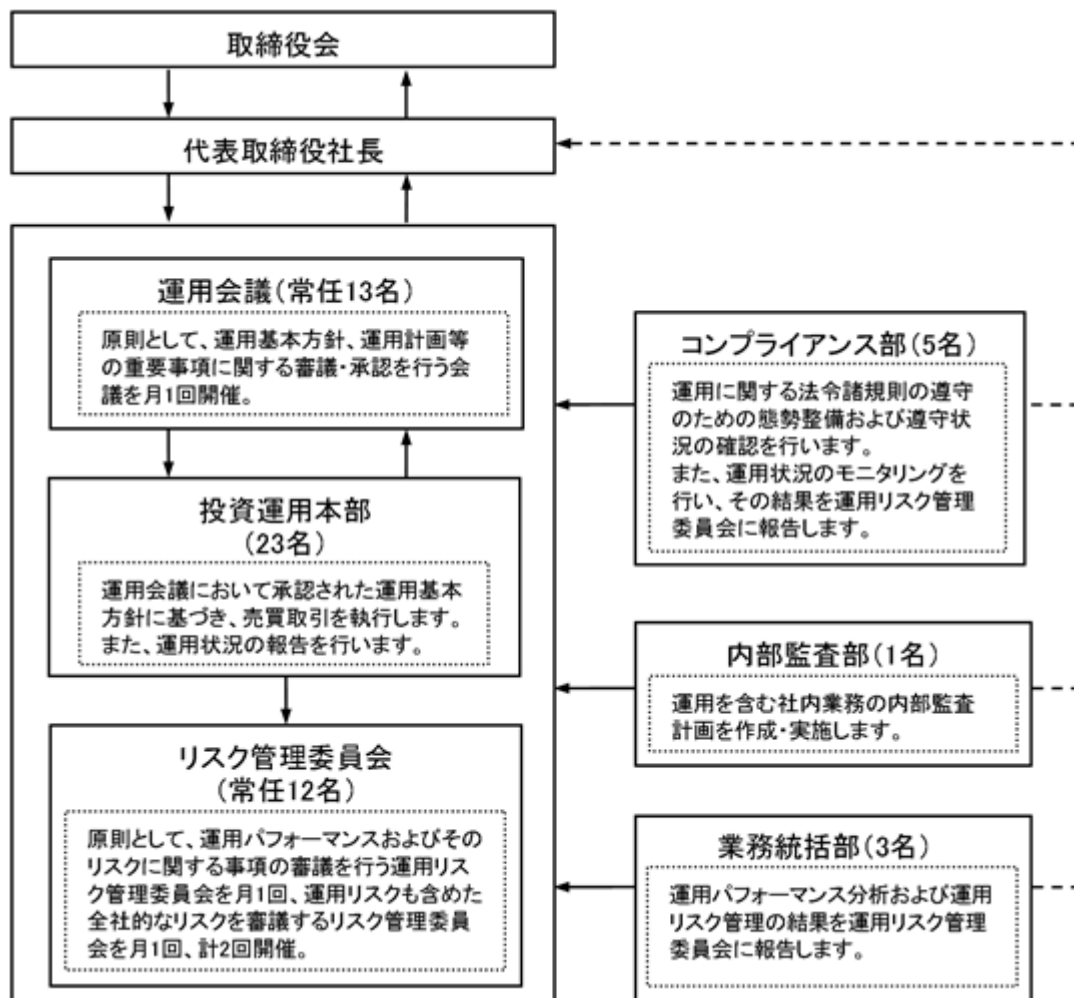 取締役会
代表取締役社長
運用会議(常任13名)
原則として、運用基本方針、運用計画等
の重要事項に関する審議・承認を行う会
議を月1回開催。
投資運用本部
(23名)
運用会議において承認された運用基本
方針に基づき、売買取引を執行します。
また、運用状況の報告を行います。
リスク管理委員会
(常任12名)
原則として、運用パフォーマンスおよびその
リスクに関する事項の審議を行う運用リス
ク管理委員会を月1回、運用リスクも含めた
全社的なリスクを審議するリスク管理委員
会を月1回、計2回開催。
コンプライアンス部(5名)
運用に関する法令諸規則の遵守
のための態勢整備および遵守状
況の確認を行います。
また、運用状況のモニタリングを
行い、その結果を運用リスク管理
委員会に報告します。
内部監査部(1名)
運用を含む社内業務の内部監査
計画を作成・実施します。
業務統括部(3名)
運用パフォーマンス分析および運用
リスク管理の結果を運用リスク管理
委員会に報告します。